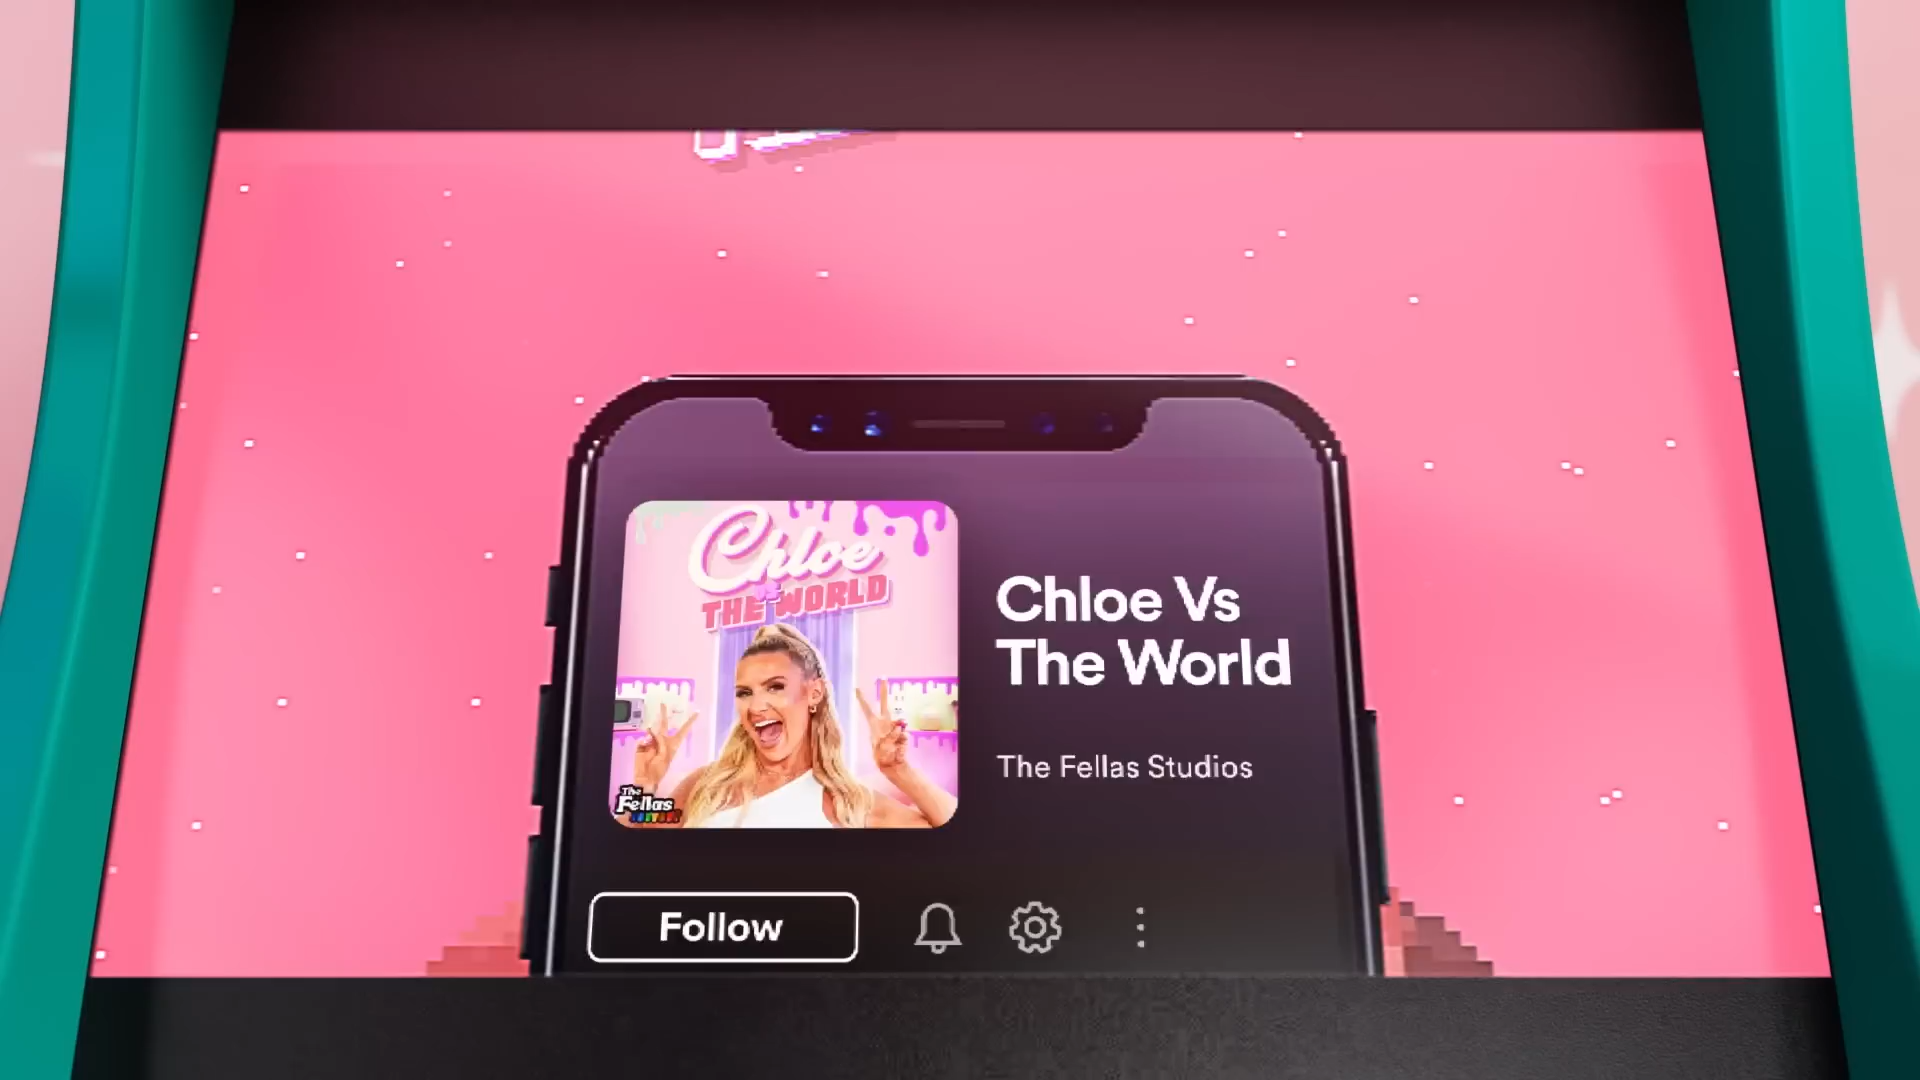 Chloe
vs
THE WORLD
The
Fellas
Chloe Vs
The World
The Fellas Studios
Follow